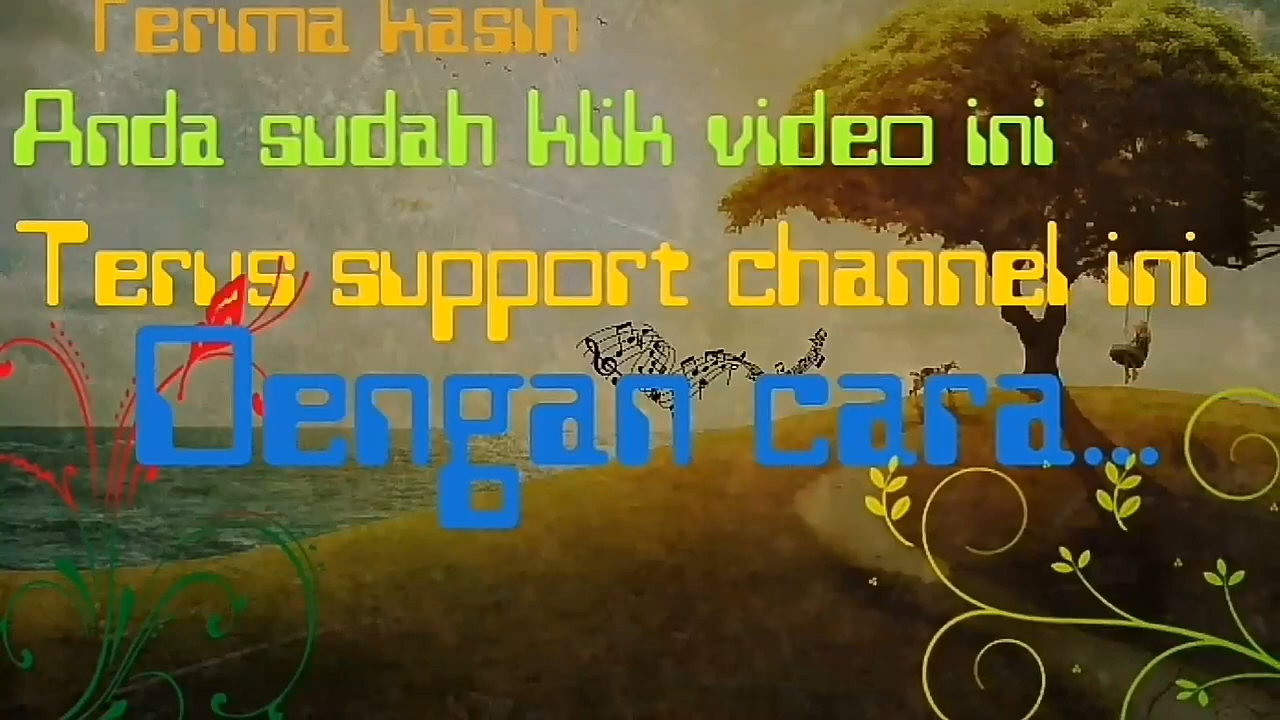 Terima kasih
Anda sudah klik video ini
Terus support channel ini
Dengan cara...